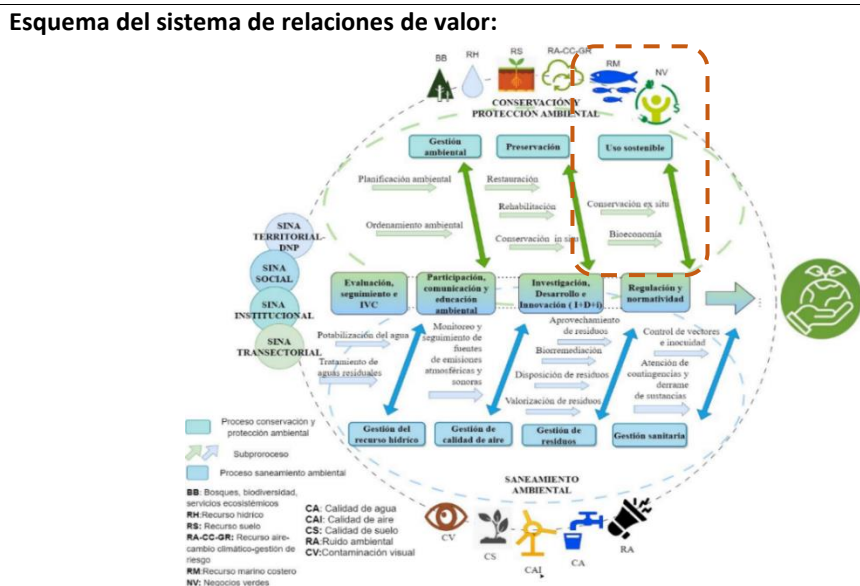 Esquema del sistema de relaciones de valor:
BB
RH
RS
RA-CC-GR
RM
NV
CONSERVACIÓN Y
PROTECCIÓN AMBIENTAL
Gestión
ambiental
Preservación
Uso sostenible
Planificación ambiental
Restauración
Rehabilitación
Conservación ex situ
Ordenamiento ambiental
Conservación in situ
Bioeconomía
SINA
TERRITORIAL-
DNP
SINA
SOCIAL
SINA
INSTITUCIONAL
SINA
TRANSECTORIAL
Evaluación,
seguimiento e
IVC
Participación,
comunicación y
educación
ambiental
Investigación,
Desarrollo e
Innovación ( I+D+i)
Regulación y
normatividad
Potabilización del agua
Tratamiento de
aguas residuales
Monitoreo y
seguimiento de
fuentes
de emisiones
atmosféricas y
sonoras
Aprovechamiento
de residuos
Biorremediación
Disposición de residuos
Valorización de residuos
Control de vectores
e inocuidad
Atención de
contingencias y
derrame
de sustancias
Gestión del
recurso hídrico
Gestión de
calidad de aire
Gestión de
residuos
Gestión sanitaria
SANEAMIENTO
AMBIENTAL
CV
CS
CAI
CA
RA
Proceso conservación y
protección ambiental
Subproroceso
Proceso saneamiento ambiental
BB: Bosques, biodiversidad,
servicios ecosistémicos
RH:Recurso hídrico
RS: Recurso suelo
RA-CC-GR: Recurso aire-
cambio climático-gestión de
riesgo
RM:Recurso marino costero
NV: Negocios verdes
CA: Calidad de agua
CAI: Calidad de aire
CS: Calidad de suelo
RA:Ruido ambiental
CV:Contaminación visual